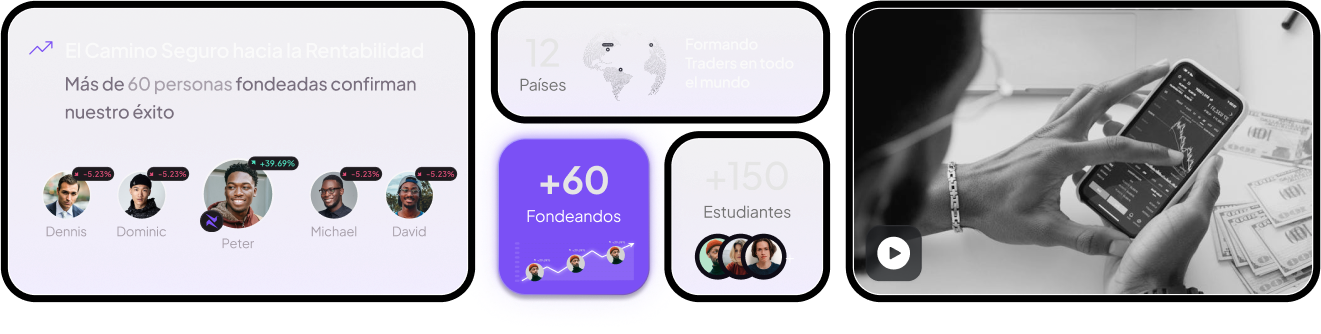 El Camino Seguro hacia la Rentabilidad
Más de 60 personas fondeadas confirman
nuestro éxito
-5.23%
-5.23%
+39.69%
-5.23%
-5.23%
Dennis
Dominic
Peter
Michael
David
12
Países
Formando
Traders en todo
el mundo
+60
Fondeandos
+150
Estudiantes